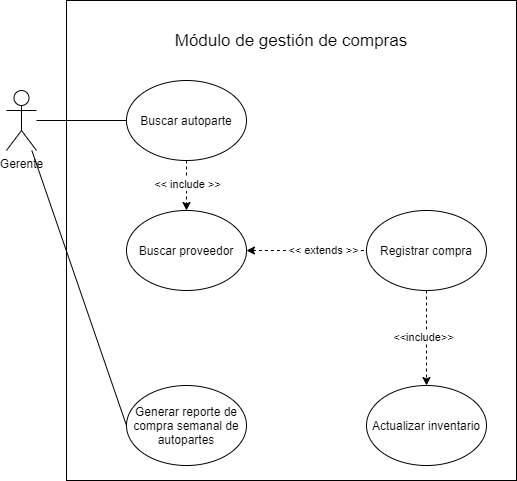 Módulo de gestión de compras
Gerente
Buscar autoparte
<< include >>
Buscar proveedor
<< extends >>
Registrar compra
<<include>>
Generar reporte de
compra semanal de
autopartes
Actualizar inventario